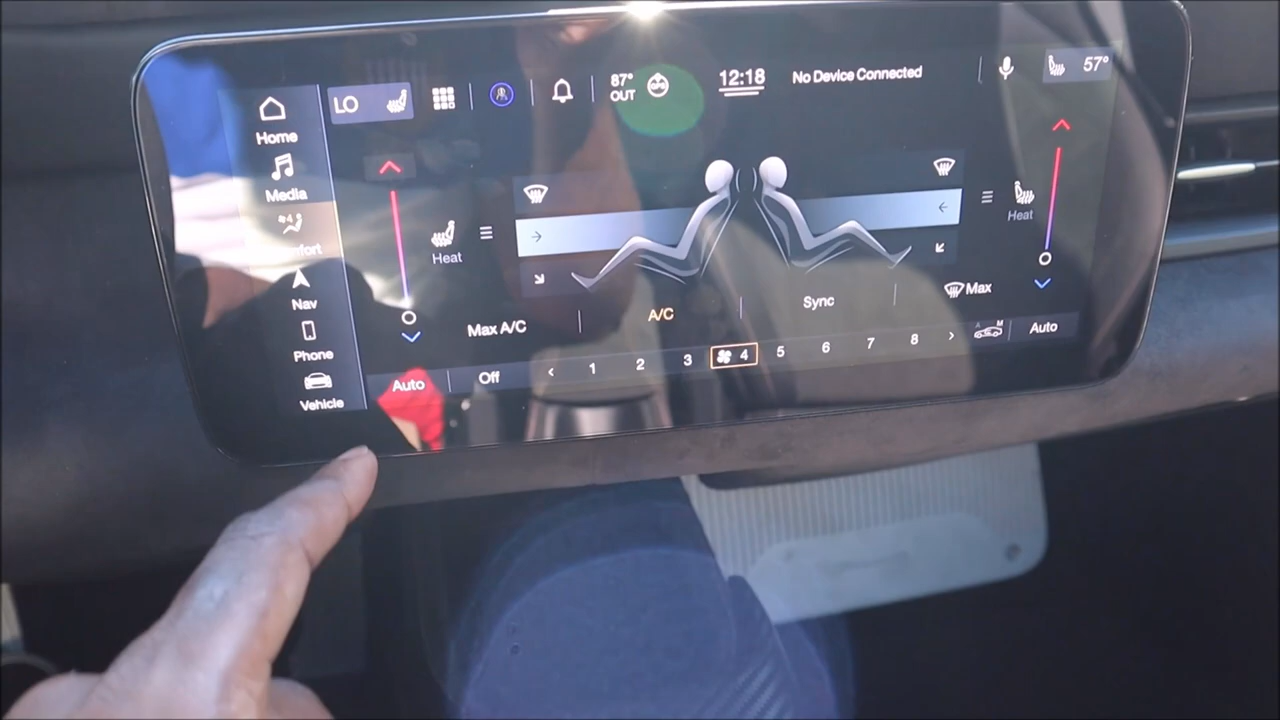 Home
Media
Nav
Phone
Vehicle
LO
87°
OUT
12:18
No Device Connected
57°
Heat
Heat
Max A/C
A/C
Sync
Max
Auto
Off
1
2
3
4
5
6
7
8
Auto